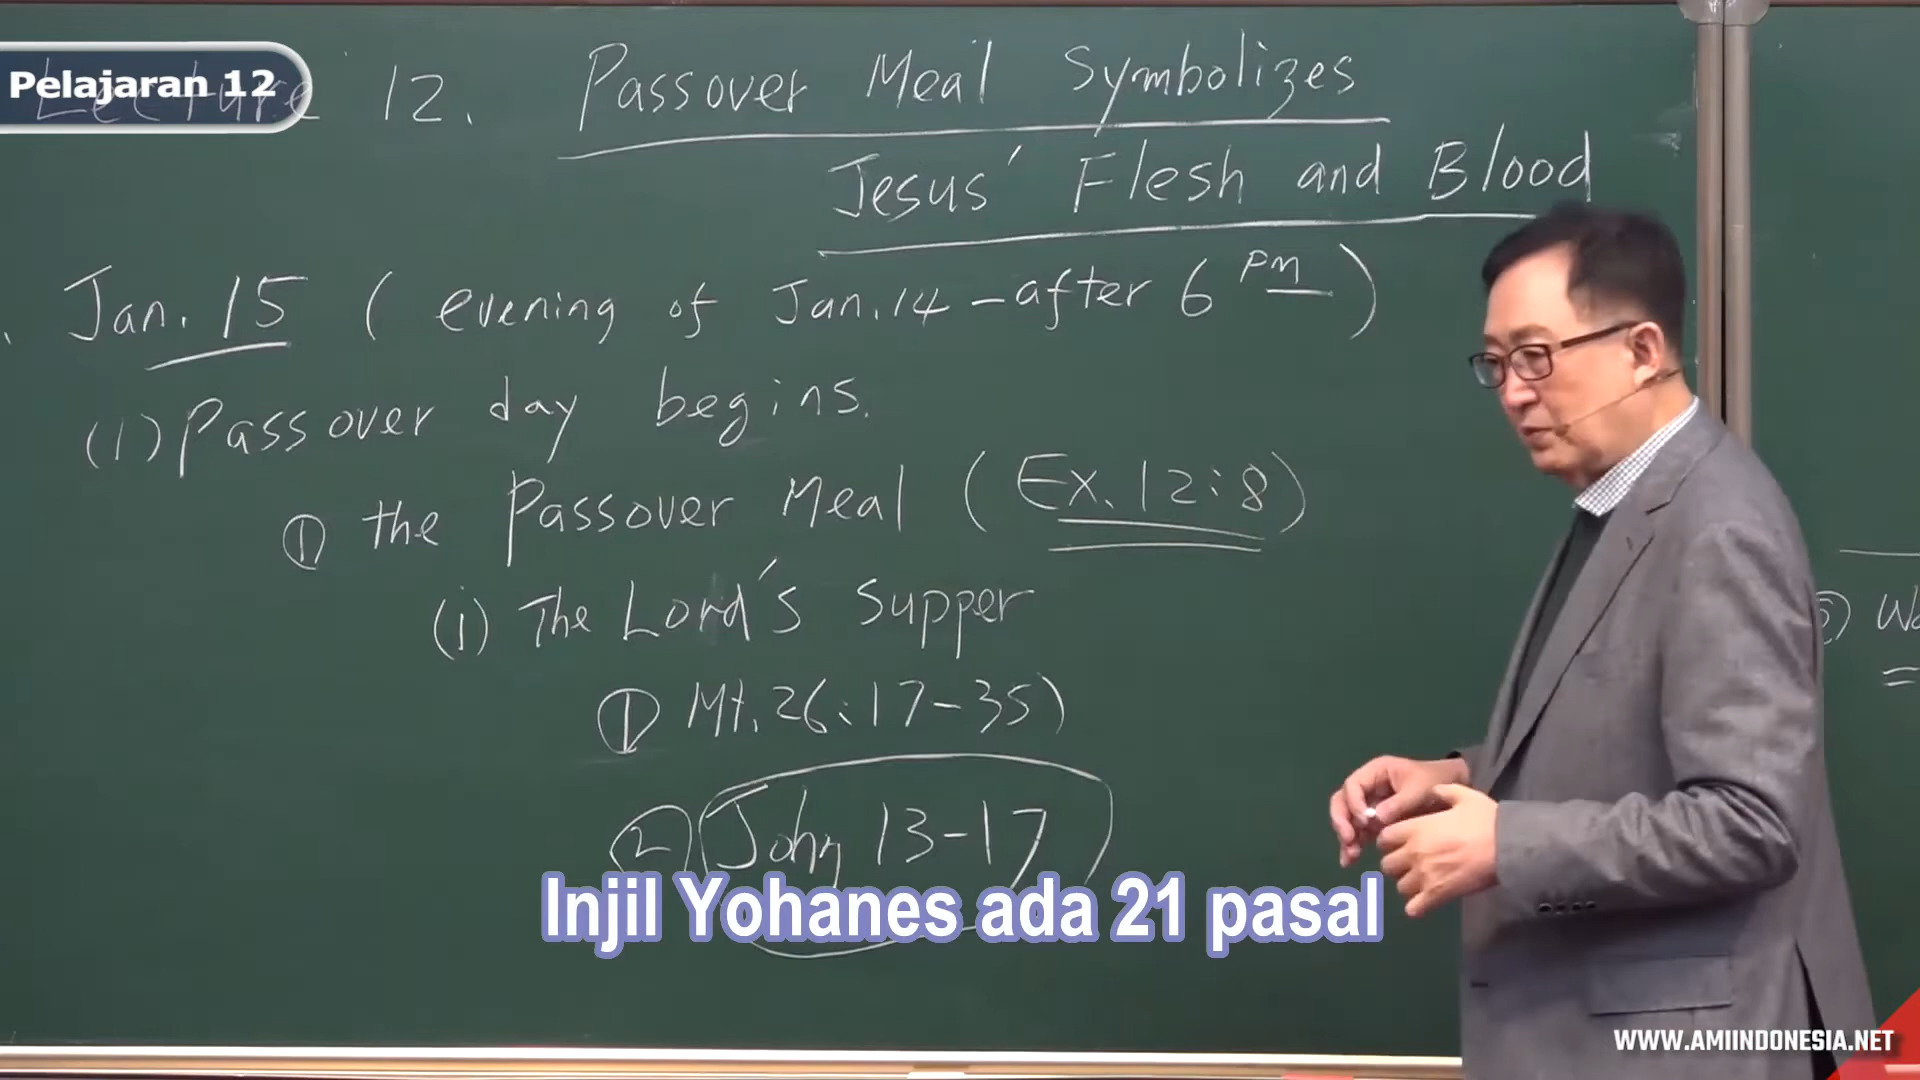 Pelajaran 12
Lecture 12. Passover Meal Symbolizes
Jesus' Flesh and Blood
Jan. 15 ( evening of Jan. 14 - after 6 PM )
(1) Passover day begins.
① the Passover Meal ( Ex. 12:8 )
(i) The Lord's Supper
① Mt. 26:17-35)
② John 13-17
Injil Yohanes ada 21 pasal
WWW.AMIINDONESIA.NET